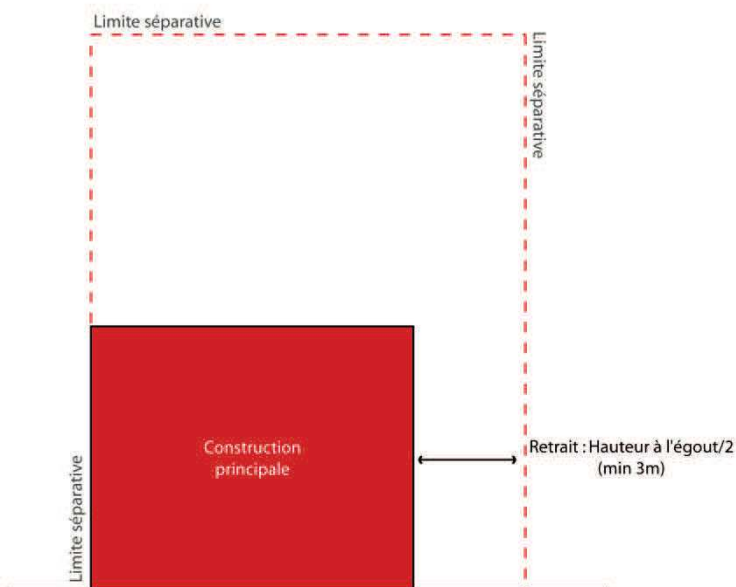 Limite séparative
Limite séparative
Construction
principale
Retrait : Hauteur à l'égout/2
(min 3m)
Limite séparative